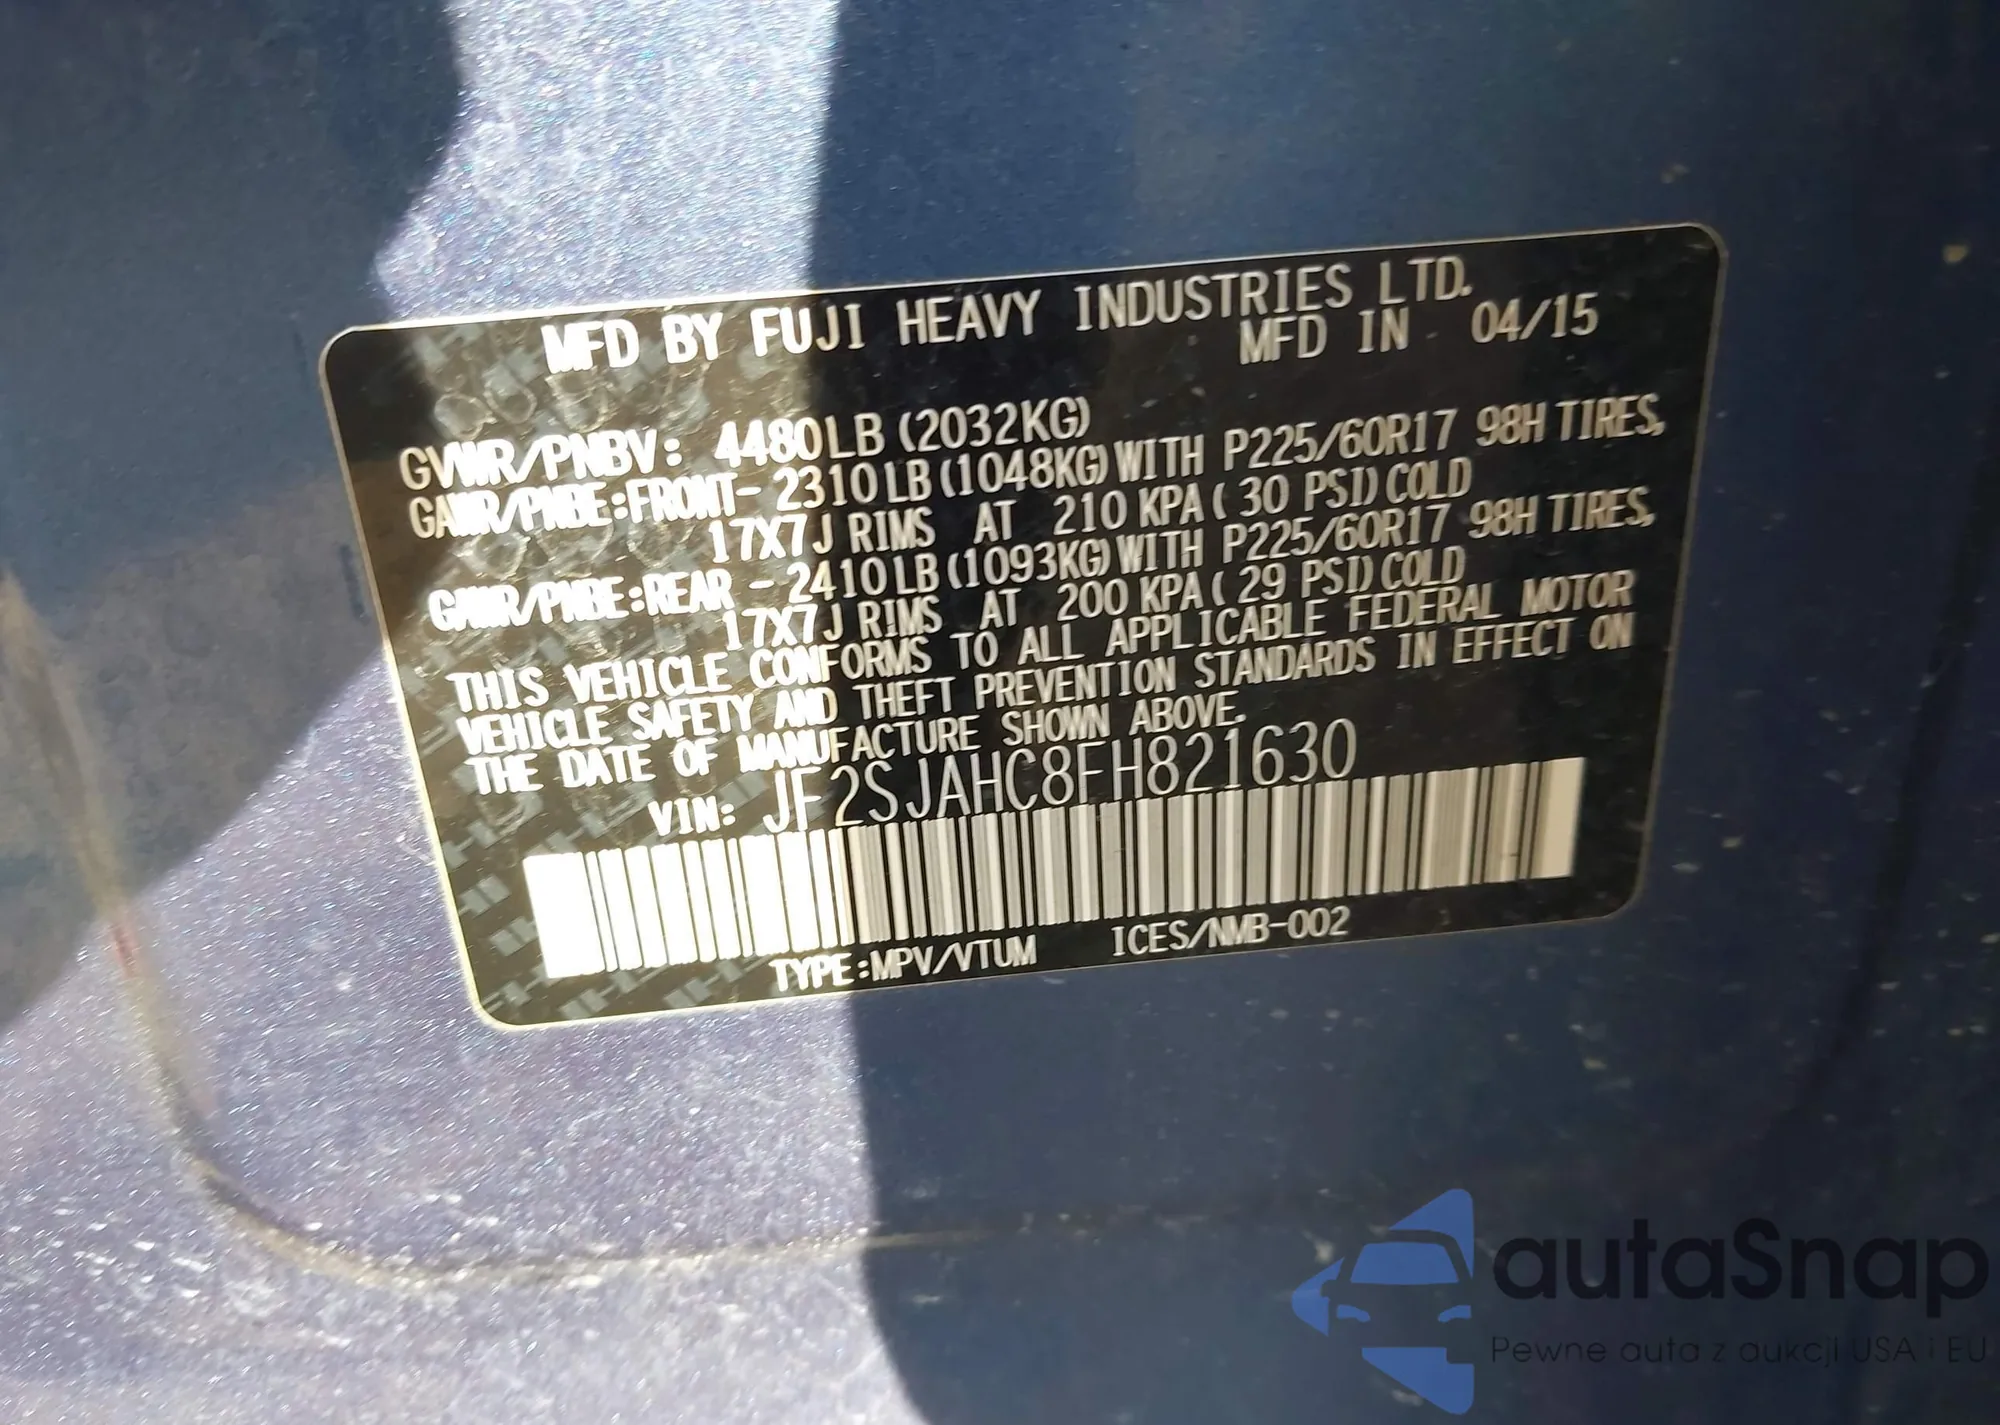 MFD BY FUJI HEAVY INDUSTRIES LTD.
MFD IN 04/15
GVWR/PNBV: 4480LB (2032KG)
GAWR/PNBE:FRONT- 2310LB (1048KG) WITH P225/60R17 98H TIRES,
17X7J RIMS AT 210 KPA ( 30 PSI) COLD
GAWR/PNBE:REAR - 2410LB (1093KG) WITH P225/60R17 98H TIRES,
17X7J RIMS AT 200 KPA ( 29 PSI) COLD
THIS VEHICLE CONFORMS TO ALL APPLICABLE FEDERAL MOTOR
VEHICLE SAFETY AND THEFT PREVENTION STANDARDS IN EFFECT ON
THE DATE OF MANUFACTURE SHOWN ABOVE.
VIN: JF2SJAHC8FH821630
TYPE:MPV/VTUM ICES/NMB-002
autaSnap
Pewne auta z aukcji USA i EU